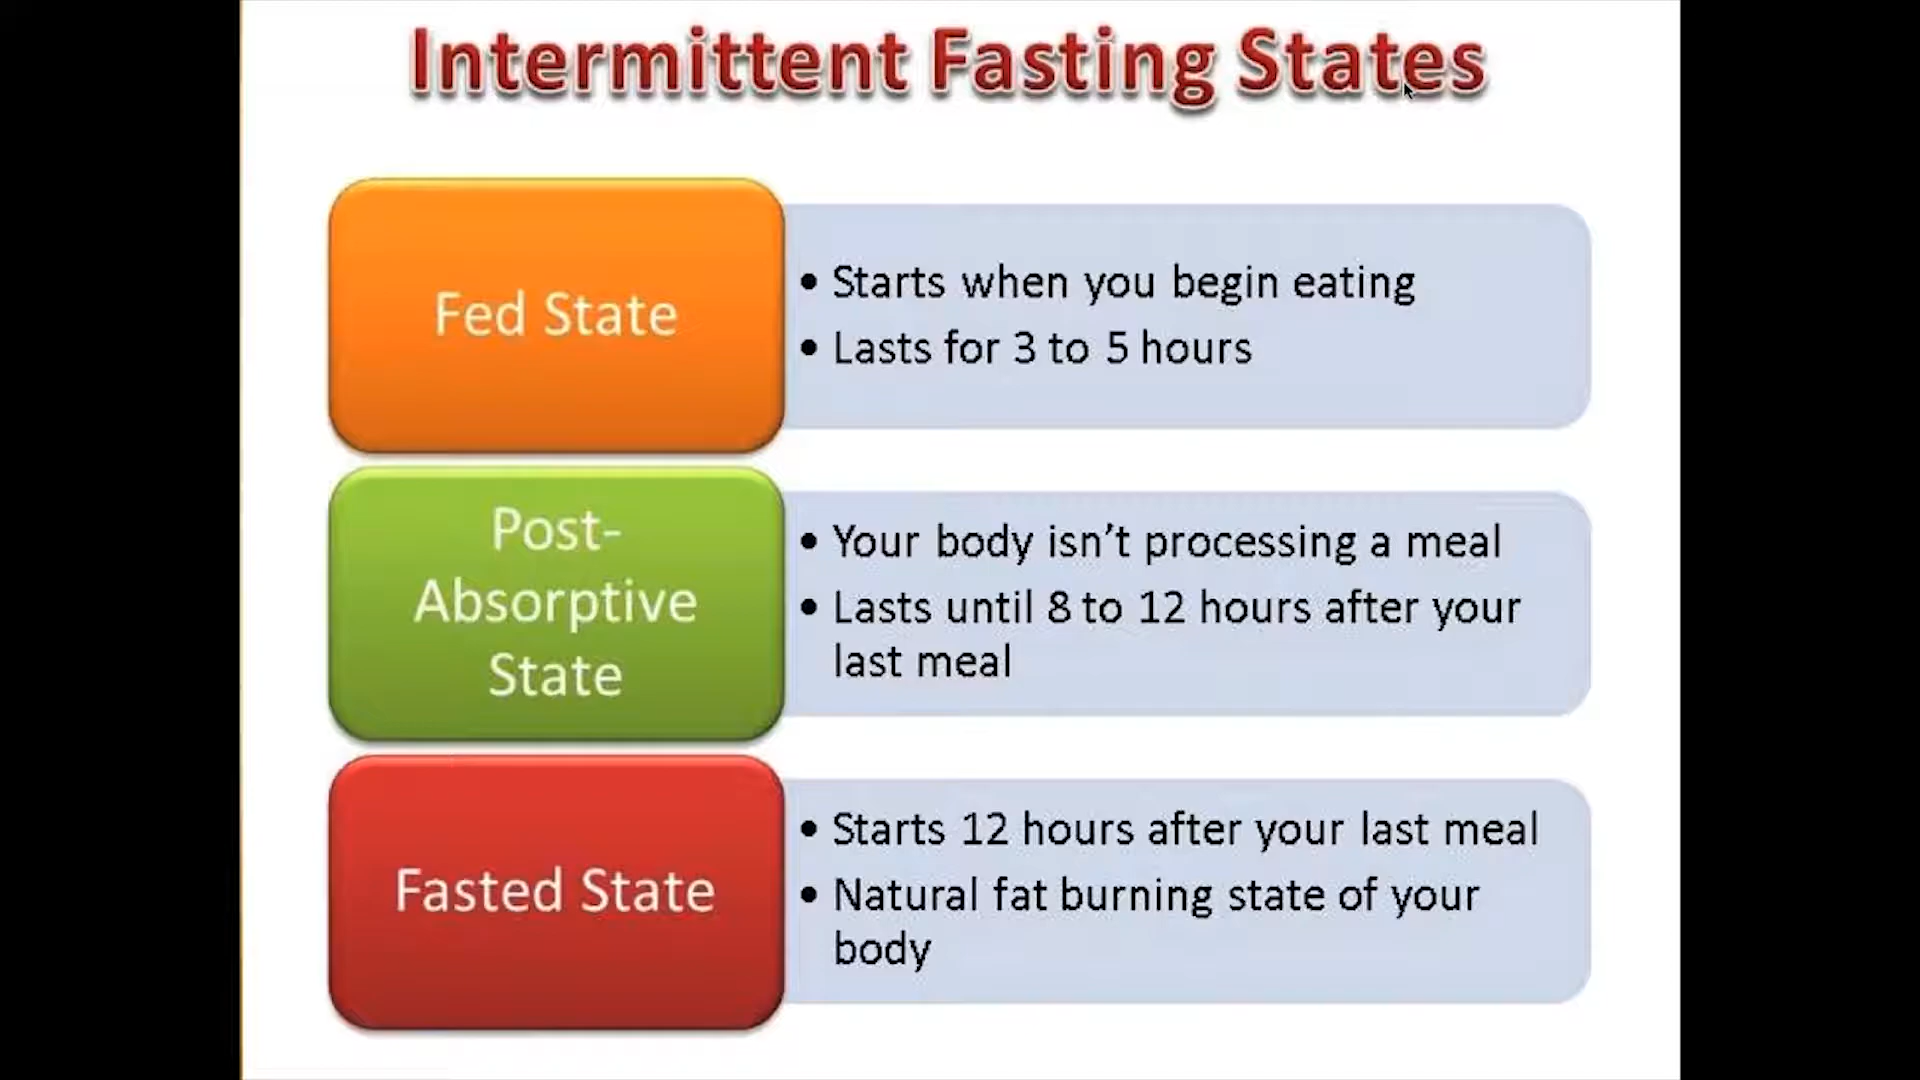 Intermittent Fasting States
Fed State
• Starts when you begin eating
• Lasts for 3 to 5 hours
Post-
Absorptive
State
• Your body isn’t processing a meal
• Lasts until 8 to 12 hours after your
last meal
Fasted State
• Starts 12 hours after your last meal
• Natural fat burning state of your
body